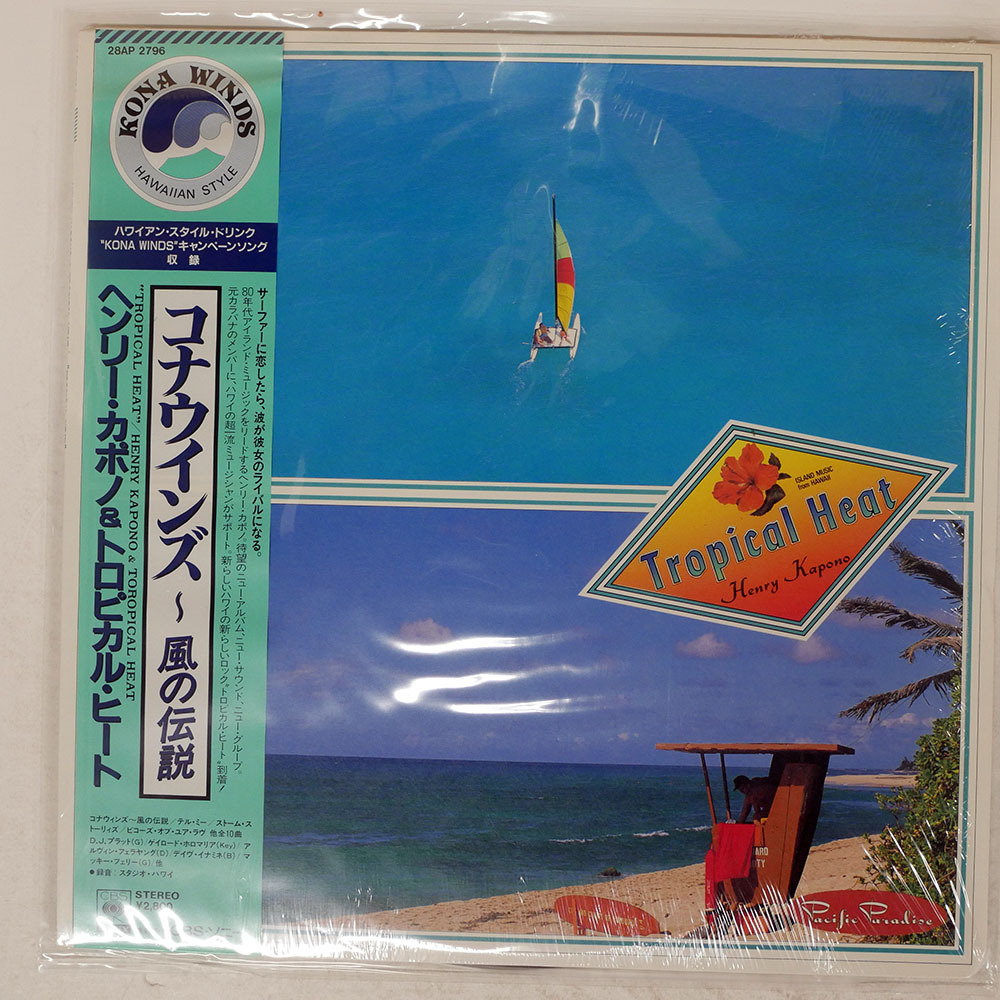 28AP 2796
KONA WINDS
HAWAIIAN STYLE
ハワイアン・スタイル・ドリンク
"KONA WINDS"キャンペーンソング
収録
サーファーに恋したら、波が彼女のライバルになる。
80年代アイランド・ミュージックをリードするヘンリー・カポノ。待望のニュー・アルバム、ニュー・サウンド、ニュー・グループ。
元カラパナのメンバーに、ハワイの超一流ミュージシャンがサポート。新らしいハワイの新らしいロック"トロピカル・ヒート"到着!
コナウインズ~風の伝説
"TROPICAL HEAT"/HENRY KAPONO & TOROPICAL HEAT
ヘンリー・カポノ&トロピカル・ヒート
コナウィンズ~風の伝説/テル・ミー/ストーム・ス
トーリィズ/ビコーズ・オブ・ユア・ラヴ 他全10曲
D.J.プラット(G)/ゲイロード・ホロマリア(Key)/ア
ルヴィン・フェラヤング(D)/デイヴ・イナミネ(B)/マ
ッキー・フェリー(G)/他
●録音:スタジオ・ハワイ
CBS
STEREO
¥2,800
ISLAND MUSIC
from HAWAII
Tropical Heat
Henry Kapono
Pacific Paradise